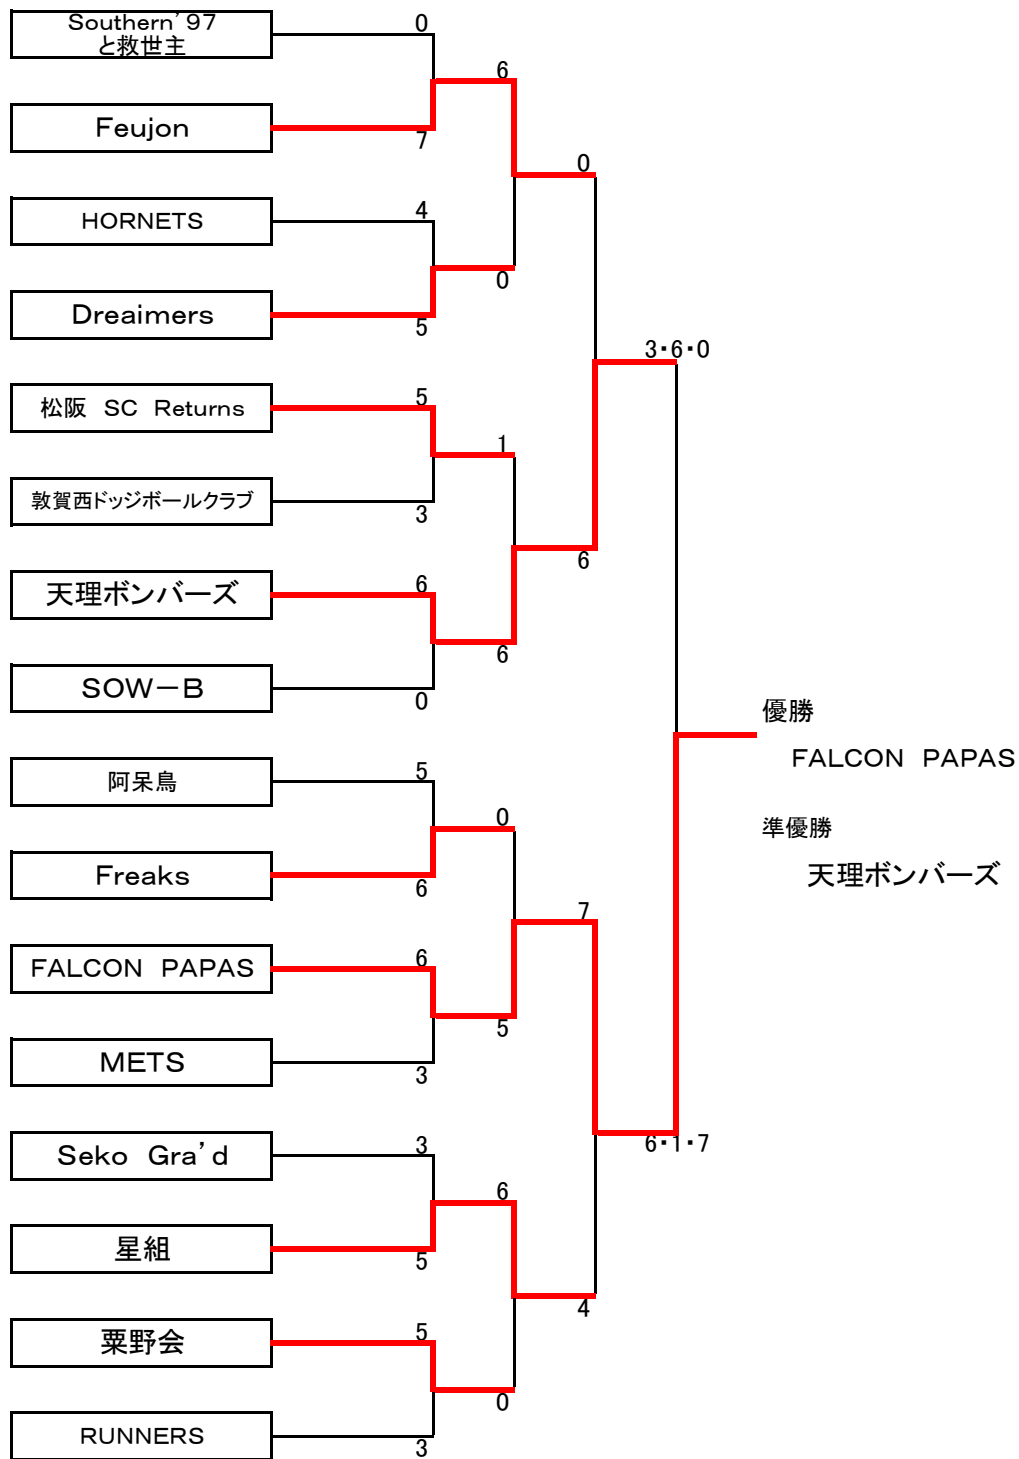 Southern'97
と救世主
0
6
Feujon
7
0
HORNETS
4
0
Dreaimers
5
3・6・0
松阪　SC　Returns
5
1
敦賀西ドッジボールクラブ
3
6
天理ボンバーズ
6
6
SOW－B
0
優勝
FALCON　PAPAS
準優勝
天理ボンバーズ
阿呆鳥
5
0
Freaks
6
7
FALCON　PAPAS
6
5
METS
3
6・1・7
Seko　Gra'd
3
6
星組
5
4
粟野会
5
0
RUNNERS
3